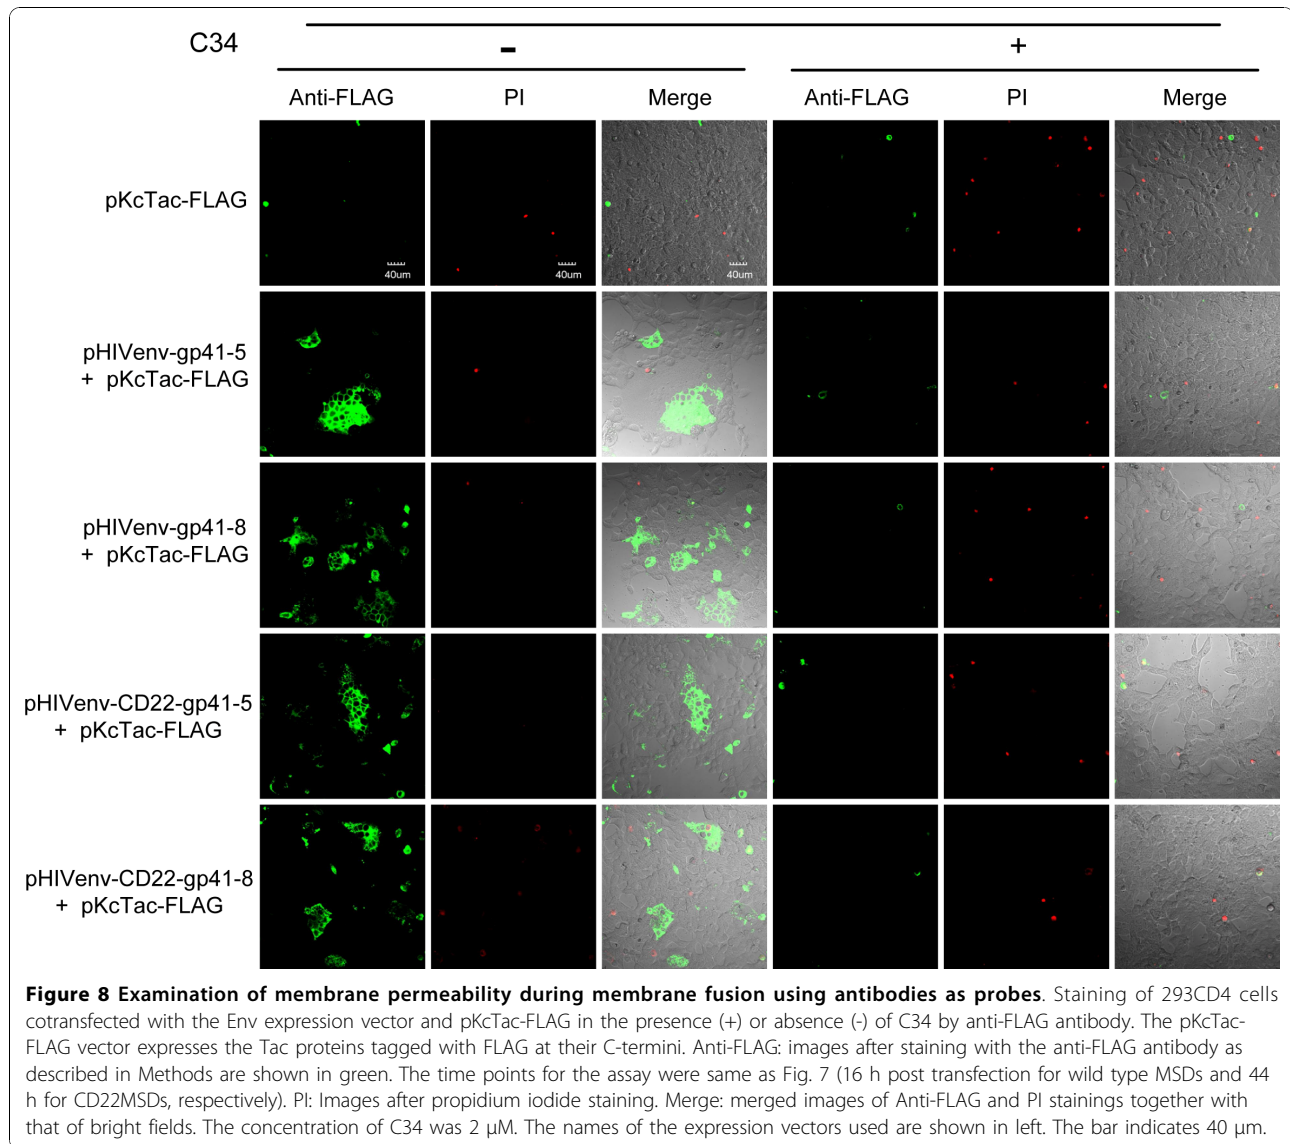 C34 - +
Anti-FLAG PI Merge Anti-FLAG PI Merge
pKcTac-FLAG
40um 40um 40um
pHIVenv-gp41-5
+ pKcTac-FLAG
pHIVenv-gp41-8
+ pKcTac-FLAG
pHIVenv-CD22-gp41-5
+ pKcTac-FLAG
pHIVenv-CD22-gp41-8
+ pKcTac-FLAG
Figure 8 Examination of membrane permeability during membrane fusion using antibodies as probes. Staining of 293CD4 cells
cotransfected with the Env expression vector and pKcTac-FLAG in the presence (+) or absence (-) of C34 by anti-FLAG antibody. The pKcTac-
FLAG vector expresses the Tac proteins tagged with FLAG at their C-termini. Anti-FLAG: images after staining with the anti-FLAG antibody as
described in Methods are shown in green. The time points for the assay were same as Fig. 7 (16 h post transfection for wild type MSDs and 44
h for CD22MSDs, respectively). PI: Images after propidium iodide staining. Merge: merged images of Anti-FLAG and PI stainings together with
that of bright fields. The concentration of C34 was 2 μM. The names of the expression vectors used are shown in left. The bar indicates 40 μm.